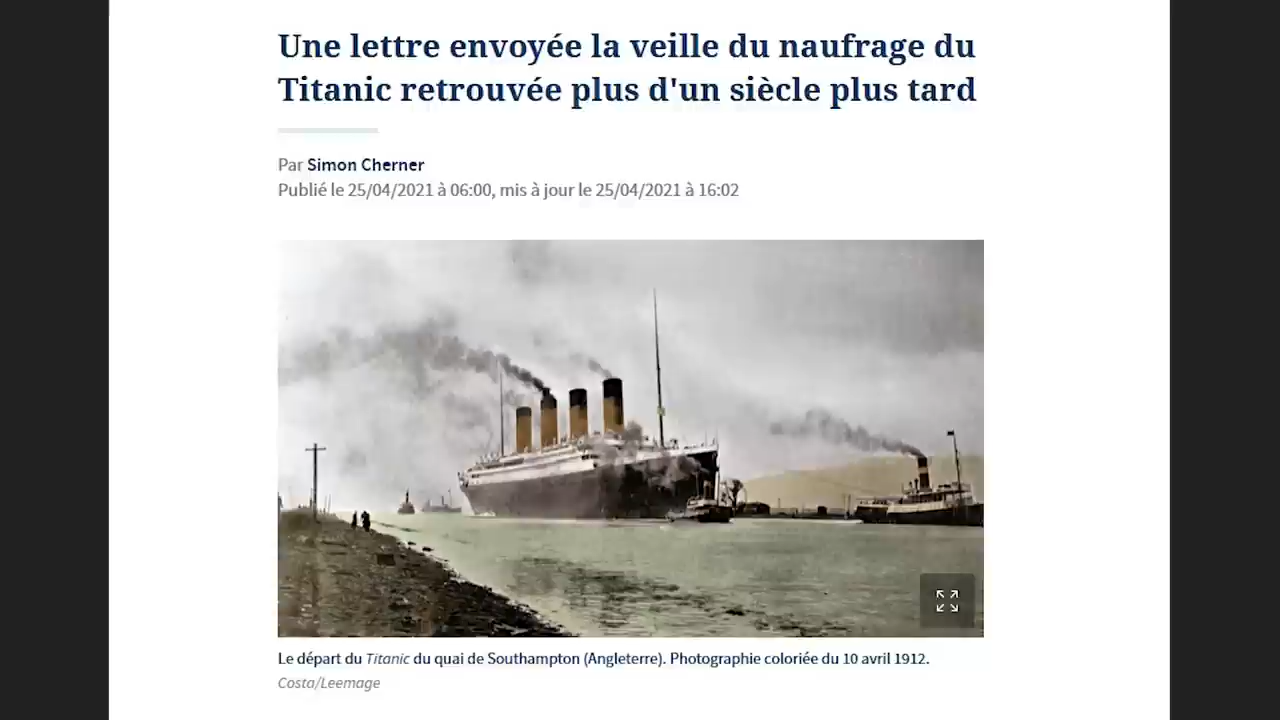 Une lettre envoyée la veille du naufrage du
Titanic retrouvée plus d'un siècle plus tard
Par Simon Cherner
Publié le 25/04/2021 à 06:00, mis à jour le 25/04/2021 à 16:02
Le départ du Titanic du quai de Southampton (Angleterre). Photographie coloriée du 10 avril 1912.
Costa/Leemage